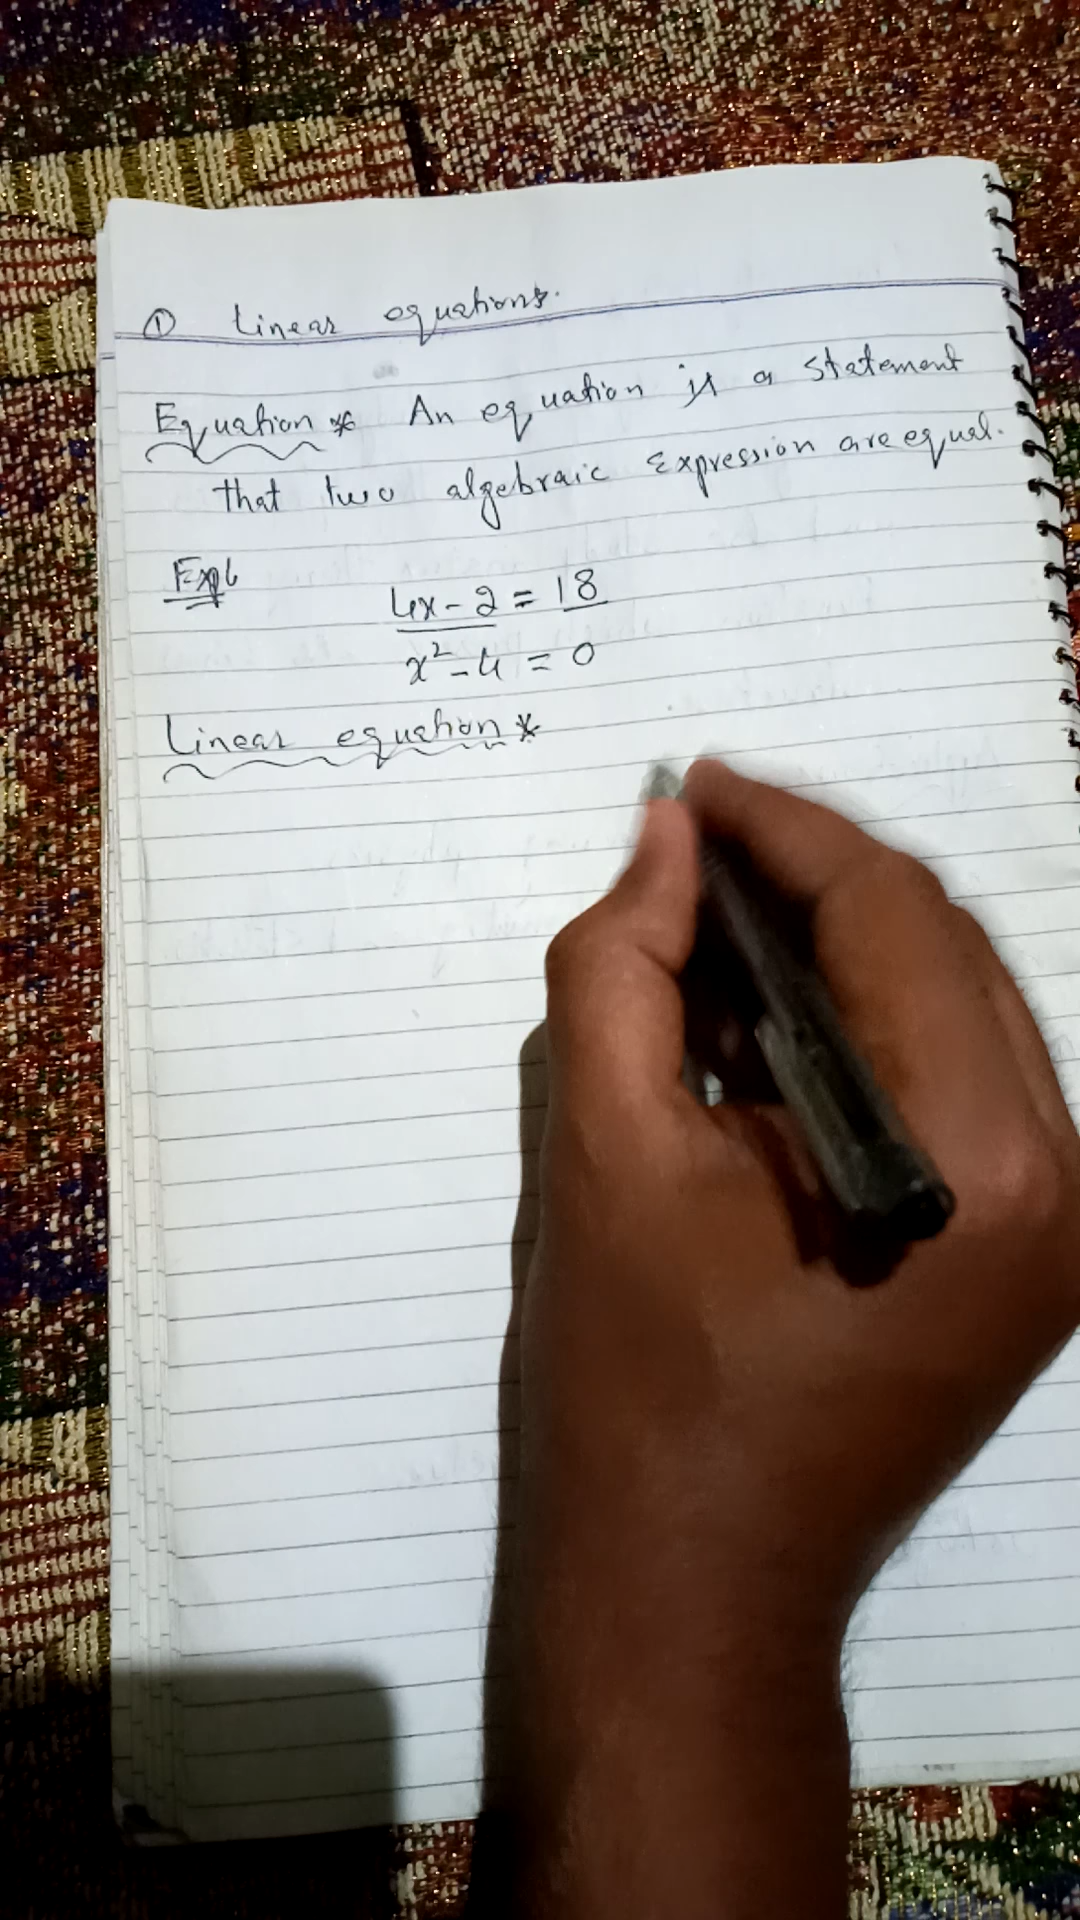 ① Linear equations.
Equation * An equation is a statement
that two algebraic Expression are equal.
Expl
4x - 2 = 18
x² - 4 = 0
Linear equation *